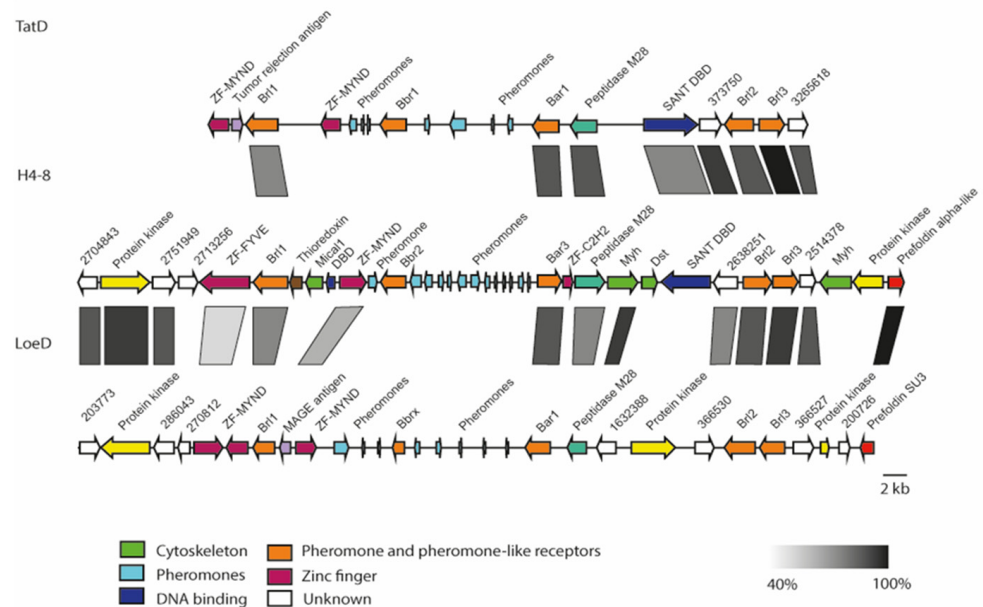 TatD
ZF-MYND
Tumor rejection antigen
Brl1
ZF-MYND
Pheromones
Bbr1
Pheromones
Bar1
Peptidase M28
SANT DBD
373750
Brl2
Brl3
3265618
H4-8
2704843
Protein kinase
2751949
2713256
ZF-FYVE
Brl1
Thioredoxin
Mical1
DBD
ZF-MYND
Pheromone
Bbr2
Pheromones
Bar3
ZF-C2H2
Peptidase M28
Myh
Dst
SANT DBD
2638251
Brl2
Brl3
2514378
Myh
Protein kinase
Prefoldin alpha-like
LoeD
203773
Protein kinase
286043
270812
ZF-MYND
Brl1
MAGE antigen
ZF-MYND
Pheromones
Bbrx
Pheromones
Bar1
Peptidase M28
1632388
Protein kinase
366530
Brl2
Brl3
366527
Protein kinase
200726
Prefoldin SU3
2 kb
Cytoskeleton
Pheromone and pheromone-like receptors
Pheromones
Zinc finger
DNA binding
Unknown
40%
100%